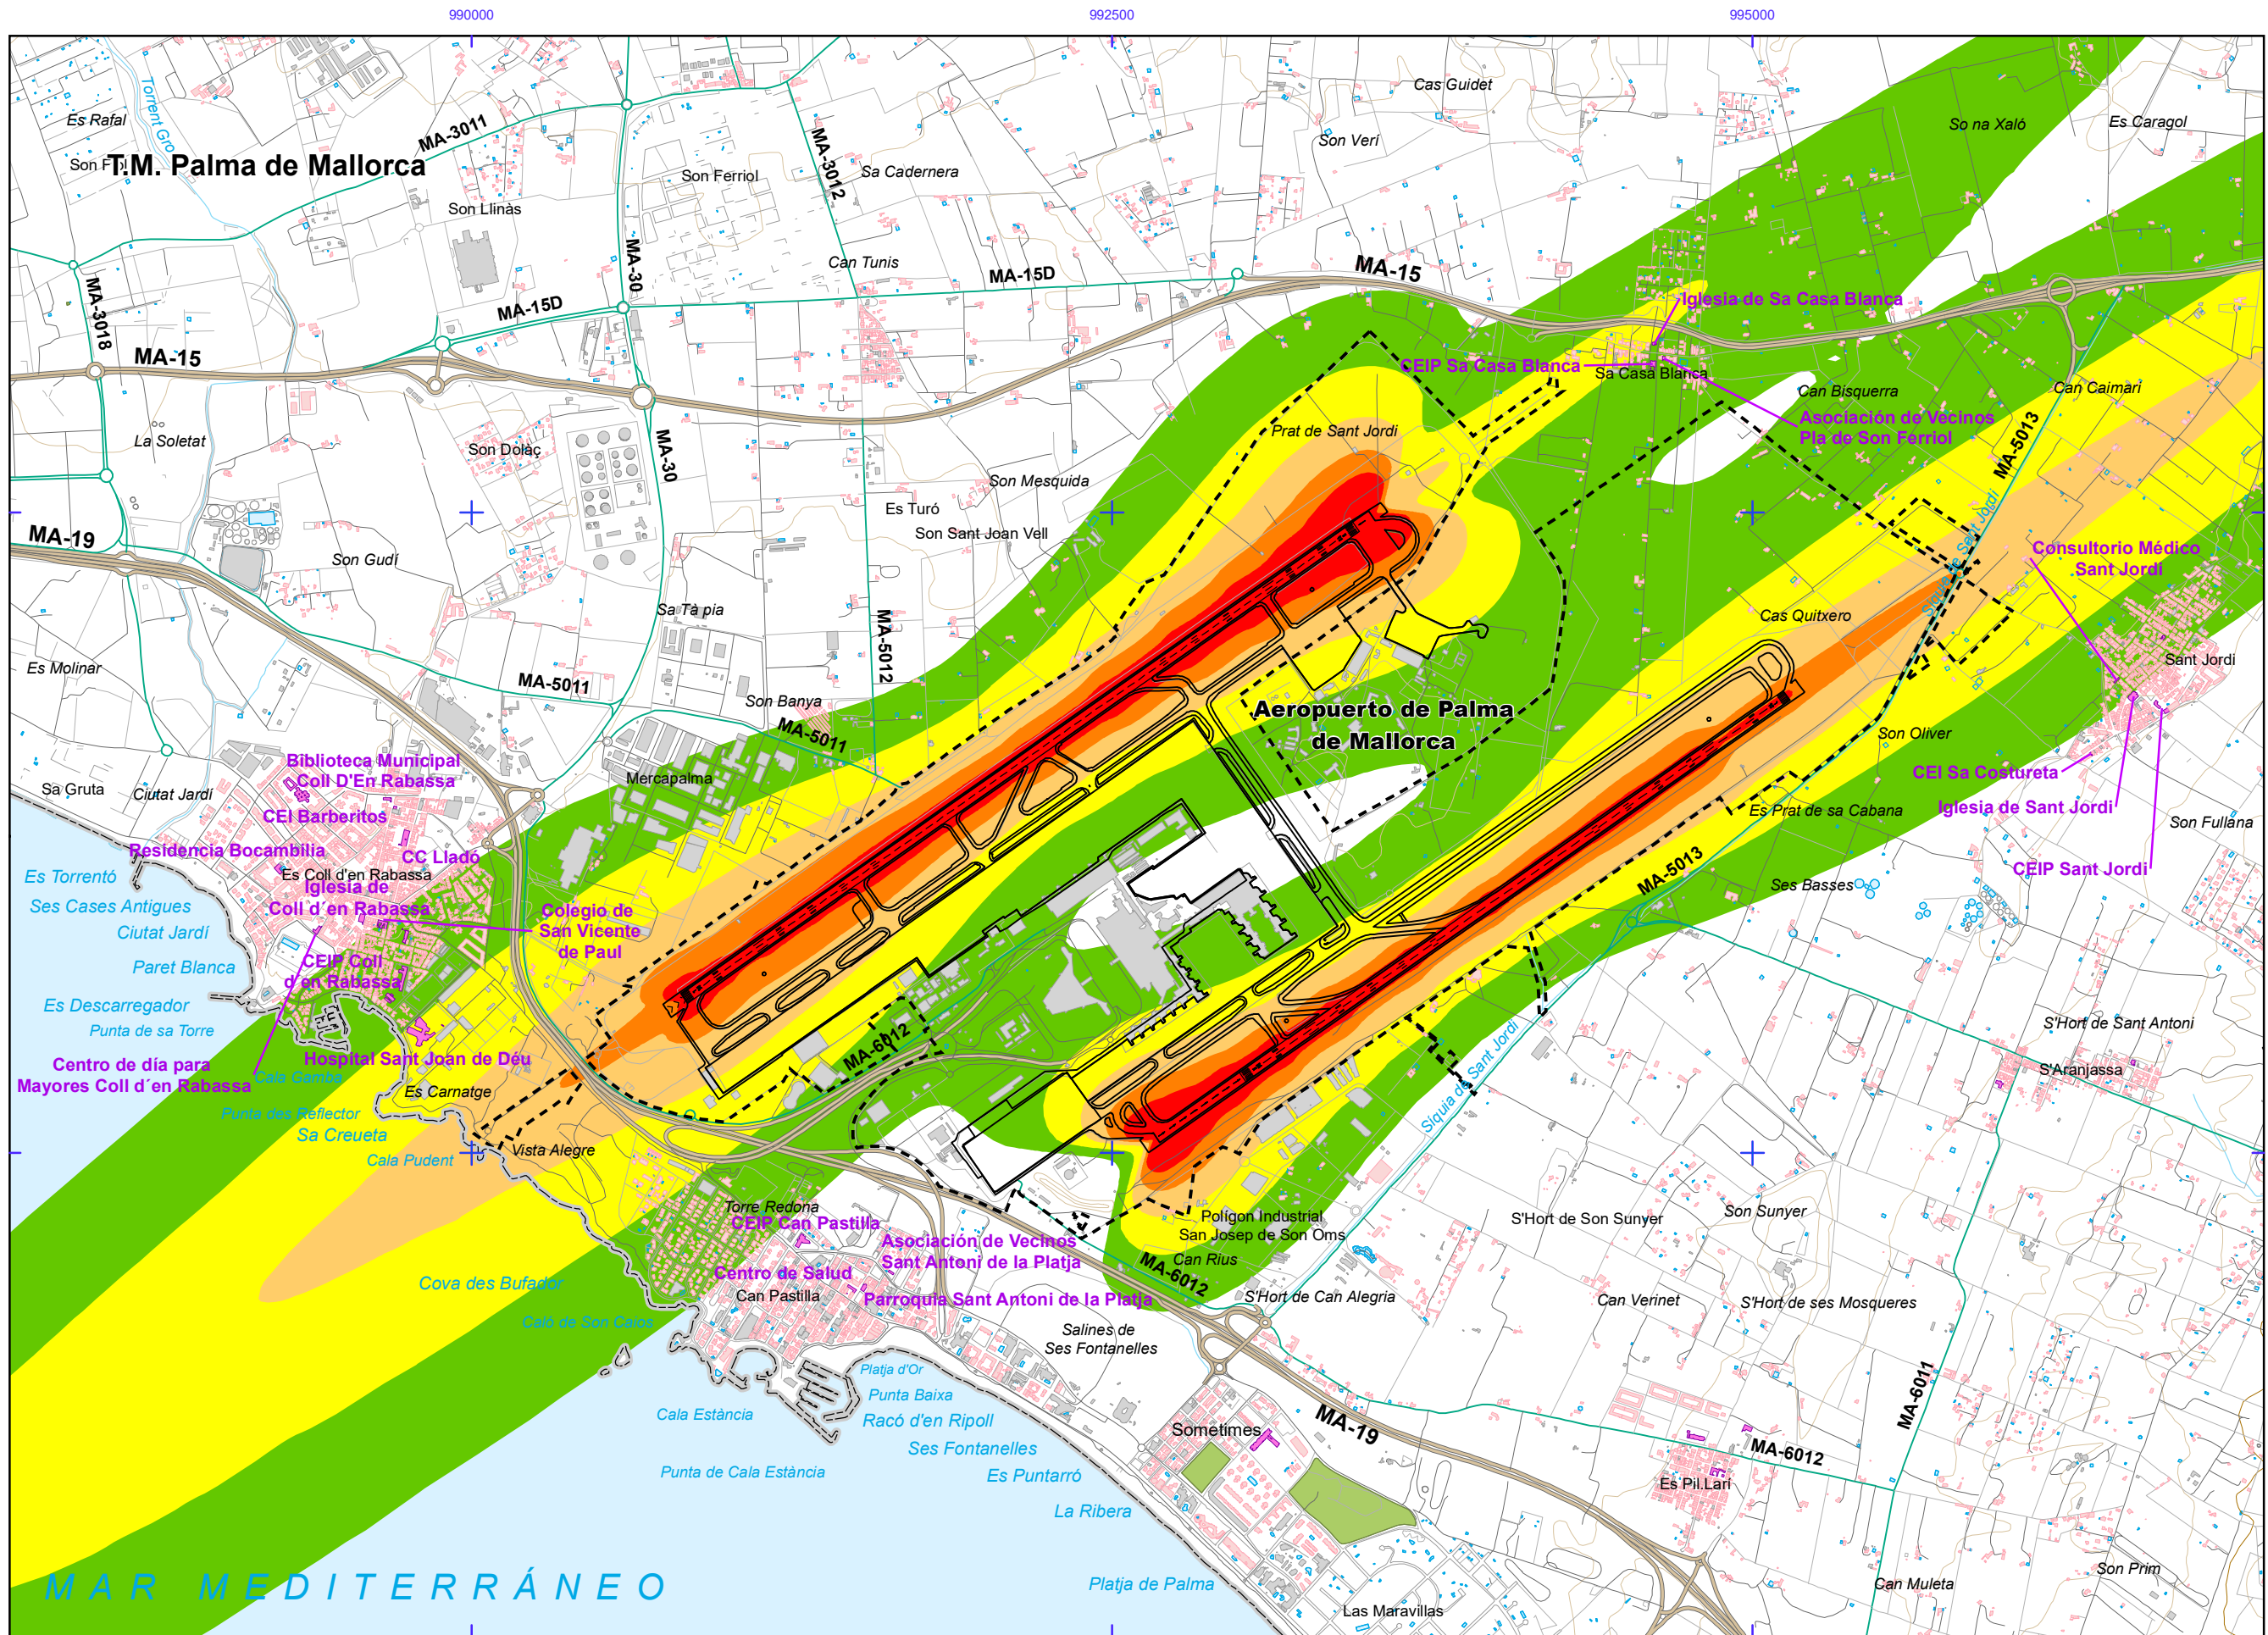 990000
992500
995000
Cas Guidet
Es Rafal
Torrent Gros
MA-3011
MA-3012
Son Verí
So na Xaló
Es Caragol
T.M. Palma de Mallorca
Son Ferriol
Sa Cadernera
Son Llinàs
MA-30
Can Tunis
MA-15D
MA-15
MA-3018
MA-15D
Iglesia de Sa Casa Blanca
MA-15
CEIP Sa Casa Blanca
Sa Casa Blanca
Can Bisquerra
Can Caimari
Asociación de Vecinos
Pla de Son Ferriol
MA-5013
La Soletat
Son Dolaç
MA-30
Prat de Sant Jordi
Son Mesquida
Es Turó
Son Sant Joan Vell
MA-19
Son Gudí
Síquia de Sant Jordi
Consultorio Médico
Sant Jordi
Sa Tà pia
MA-5012
Cas Quitxero
Sant Jordi
Es Molinar
MA-5011
Son Banya
MA-5011
Aeropuerto de Palma
de Mallorca
Son Oliver
Biblioteca Municipal
Coll D'En Rabassa
Mercapalma
CEI Sa Costureta
Sa Gruta
Ciutat Jardí
CEI Barberitos
Iglesia de Sant Jordi
Es Prat de sa Cabana
Son Fullana
Residencia Bocambilia
CC Lladó
CEIP Sant Jordi
Es Torrentó
Es Coll d'en Rabassa
MA-5013
Ses Basses
Ses Cases Antigues
Iglesia de
Coll d´en Rabassa
Colegio de
San Vicente
de Paul
Ciutat Jardí
Paret Blanca
CEIP Coll
d'en Rabassa
Es Descarregador
Punta de sa Torre
S'Hort de Sant Antoni
MA-6012
Hospital Sant Joan de Déu
Centro de día para
Mayores Coll d´en Rabassa
Cala Gamba
Es Carnatge
S'Aranjassa
Síquia de Sant Jordi
Punta des Reflector
Sa Creueta
Cala Pudent
Vista Alegre
Torre Redona
CEIP Can Pastilla
Polígon Industrial
San Josep de Son Oms
S'Hort de Son Sunyer
Son Sunyer
Asociación de Vecinos
Sant Antoni de la Platja
Can Rius
Centro de Salud
Cova des Bufador
MA-6012
Can Pastilla
Parroquia Sant Antoni de la Platja
S'Hort de Can Alegria
Can Verinet
S'Hort de ses Mosqueres
Caló de Son Caios
Salines de
Ses Fontanelles
Platja d'Or
Punta Baixa
MA-6011
Cala Estància
Racó d'en Ripoll
Sometimes
MA-19
Ses Fontanelles
MA-6012
Punta de Cala Estància
Es Puntarró
Es Pil.Larí
La Ribera
MAR MEDITERRÁNEO
Platja de Palma
Can Muleta
Son Prim
Las Maravillas